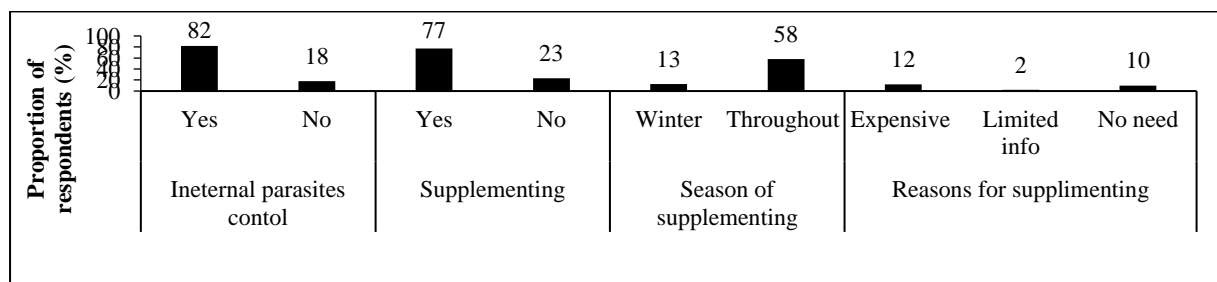 Proportion of
respondents (%)
100
80
60
40
20
0
82 18 77 23 13 58 12 2 10
Yes No Yes No Winter Throughout Expensive Limited info No need
Ineternal parasites contol
Supplementing
Season of supplementing
Reasons for supplimenting